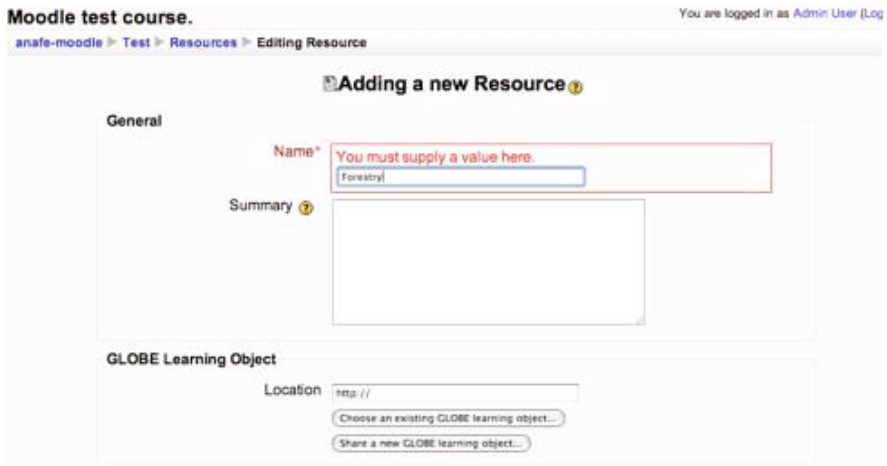 Moodle test course.
You are logged in as Admin User (Log
anafe-moodle Test Resources Editing Resource
Adding a new Resource ?
General
Name* You must supply a value here.
Forestry
Summary ?
GLOBE Learning Object
Location http://
Choose an existing GLOBE learning object...
Share a new GLOBE learning object...